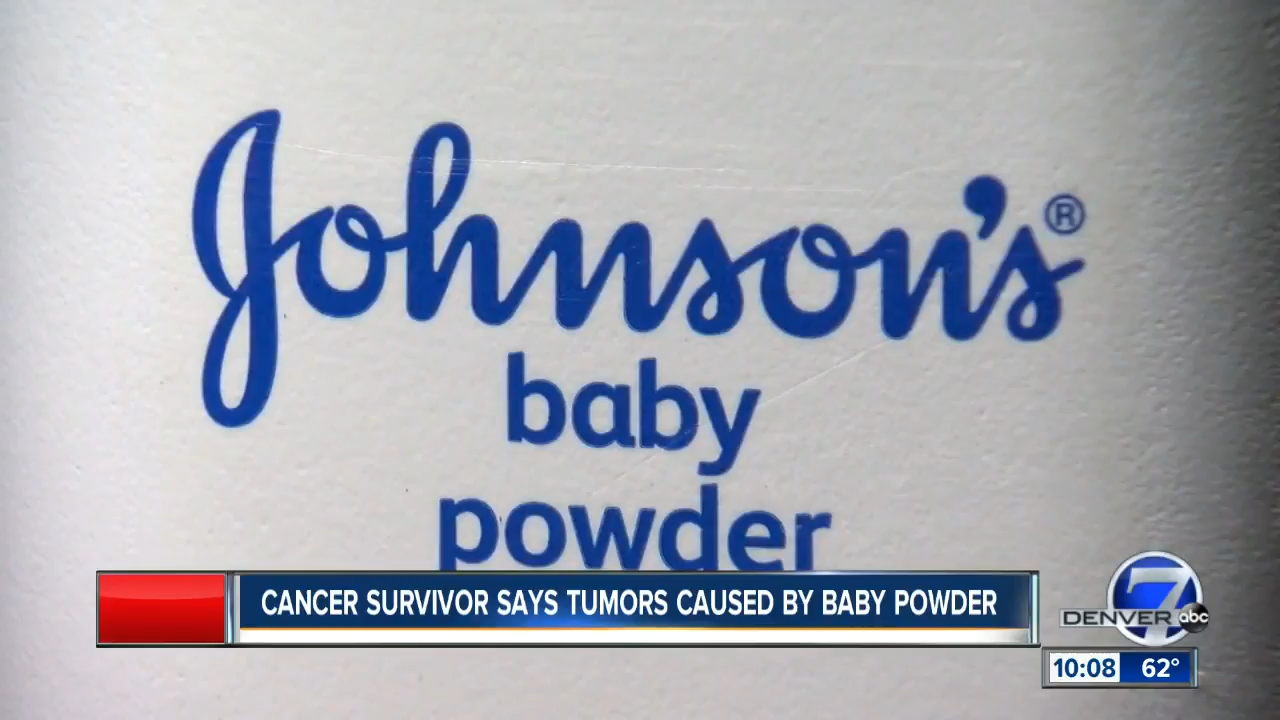 Johnson's®
baby
powder
CANCER SURVIVOR SAYS TUMORS CAUSED BY BABY POWDER
7
DENVER abc
10:08 62°